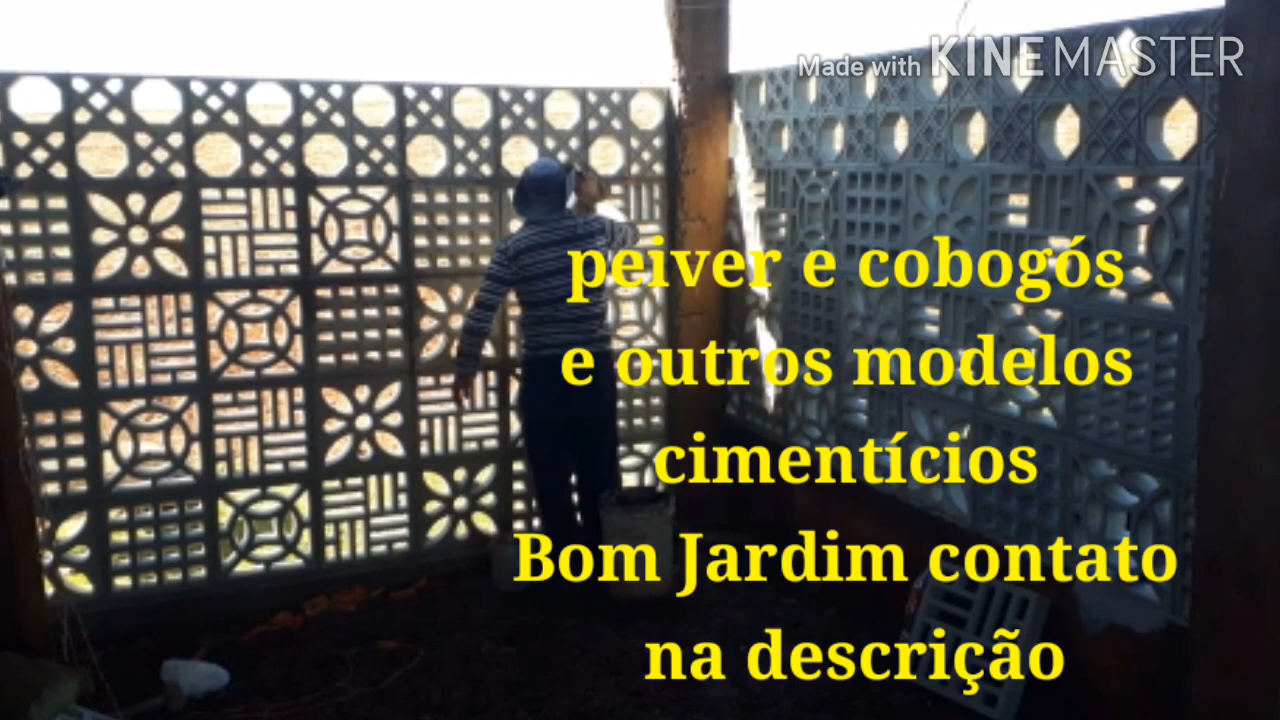 Made with KINEMASTER
peiver e cobogós
e outros modelos
cimentícios
Bom Jardim contato
na descrição